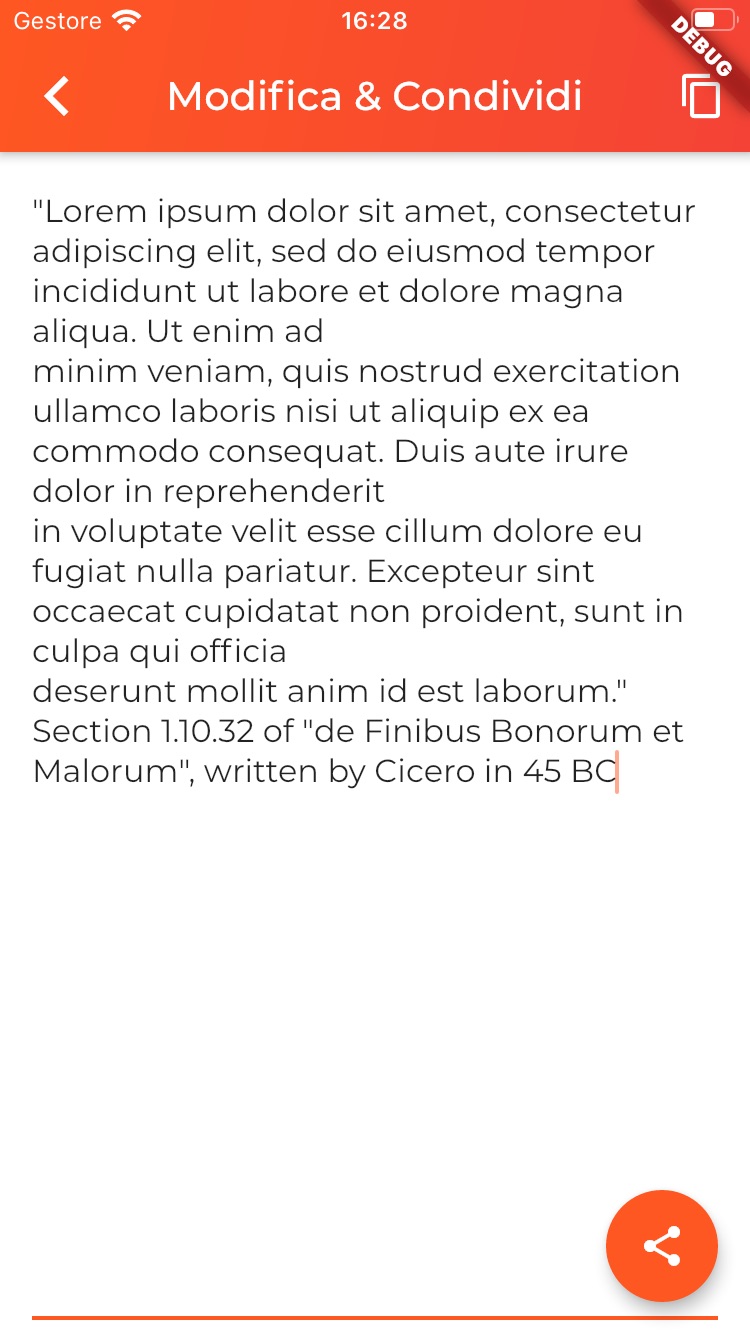 Gestore
16:28
DEBUG
Modifica & Condividi
"Lorem ipsum dolor sit amet, consectetur
adipiscing elit, sed do eiusmod tempor
incididunt ut labore et dolore magna
aliqua. Ut enim ad
minim veniam, quis nostrud exercitation
ullamco laboris nisi ut aliquip ex ea
commodo consequat. Duis aute irure
dolor in reprehenderit
in voluptate velit esse cillum dolore eu
fugiat nulla pariatur. Excepteur sint
occaecat cupidatat non proident, sunt in
culpa qui officia
deserunt mollit anim id est laborum."
Section 1.10.32 of "de Finibus Bonorum et
Malorum", written by Cicero in 45 BC